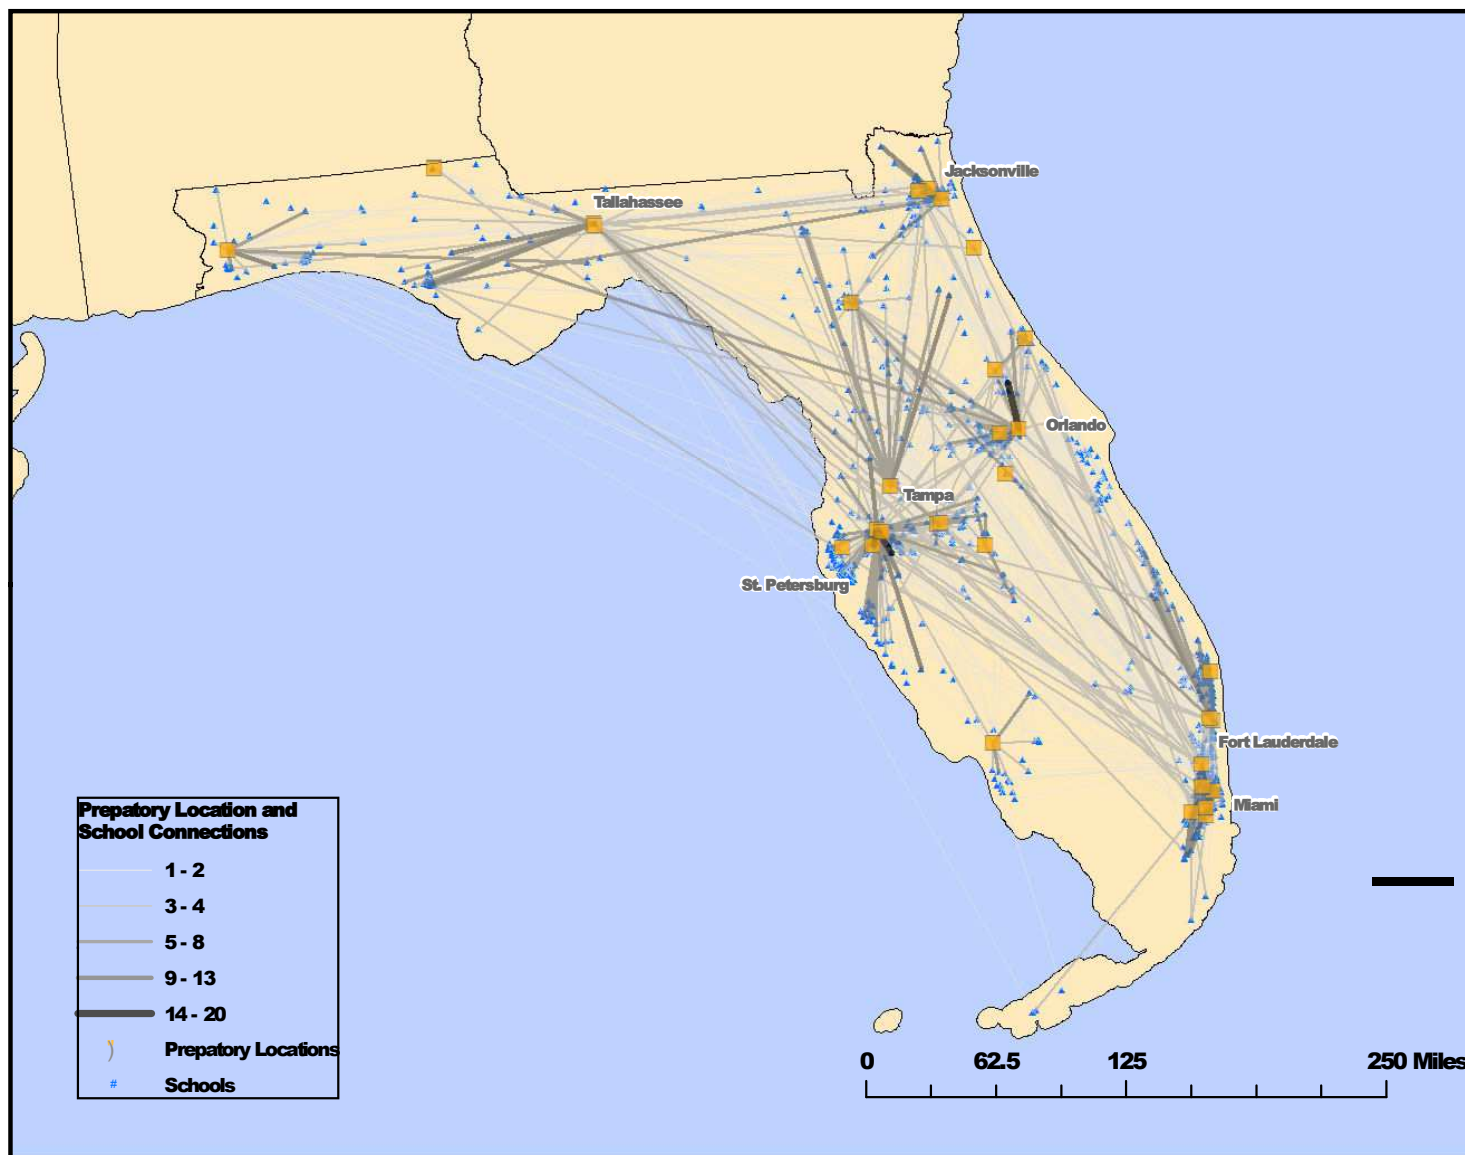 Jacksonville
Tallahassee
Orlando
Tampa
St. Petersburg
Fort Lauderdale
Miami
Prepatory Location and
School Connections
1 - 2
3 - 4
5 - 8
9 - 13
14 - 20
) Prepatory Locations
# Schools
0 62.5 125 250 Miles